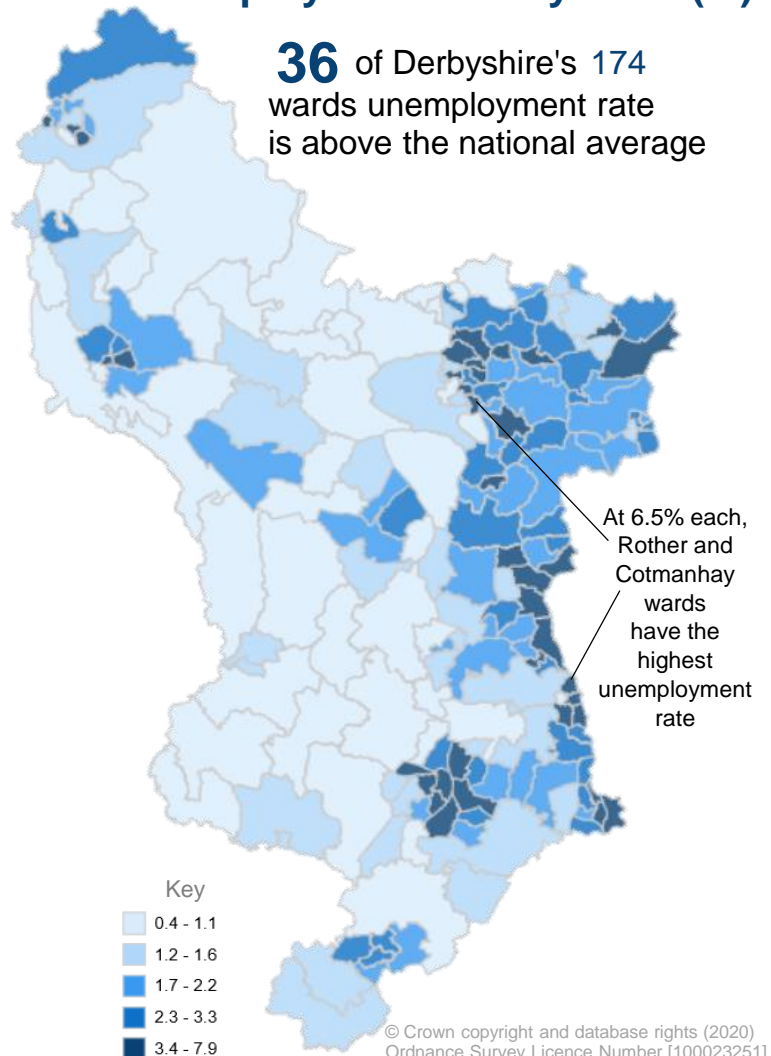 36 of Derbyshire's 174
wards unemployment rate
is above the national average
At 6.5% each,
Rother and
Cotmanhay
wards
have the
highest
unemployment
rate
Key
0.4 - 1.1
1.2 - 1.6
1.7 - 2.2
2.3 - 3.3
3.4 - 7.9
© Crown copyright and database rights (2020)
Ordnance Survey Licence Number [100023251]